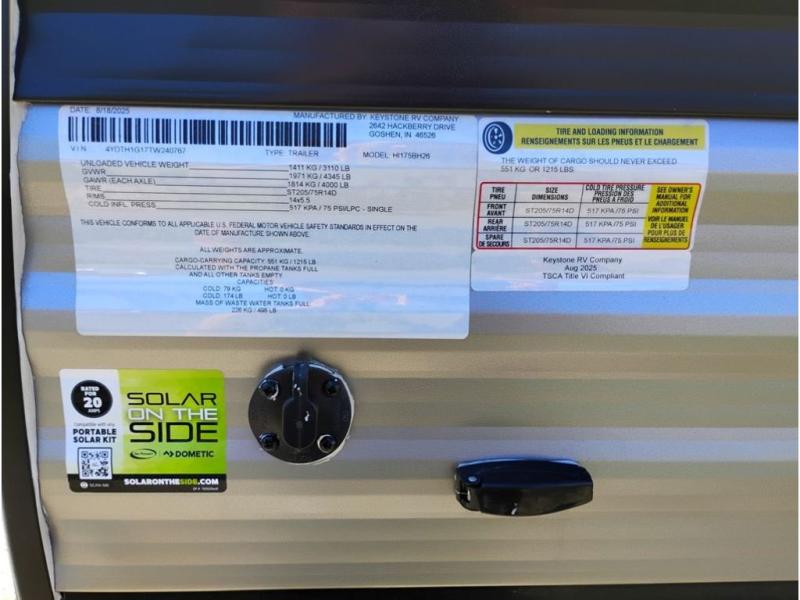 DATE: 8/18/2025
MANUFACTURED BY: KEYSTONE RV COMPANY
2642 HACKBERRY DRIVE
GOSHEN, IN 46526
V.I.N. 4YDTH1G17TW240767 TYPE: TRAILER MODEL: HI175BH26
UNLOADED VEHICLE WEIGHT 1411 KG / 3110 LB
GVWR 1971 KG / 4345 LB
GAWR (EACH AXLE) 1814 KG / 4000 LB
TIRE ST205/75R14D
RIMS 14x5.5
COLD INFL. PRESS 517 KPA / 75 PSI/LPC - SINGLE
THIS VEHICLE CONFORMS TO ALL APPLICABLE U.S. FEDERAL MOTOR VEHICLE SAFETY STANDARDS IN EFFECT ON THE
DATE OF MANUFACTURE SHOWN ABOVE.
ALL WEIGHTS ARE APPROXIMATE.
CARGO-CARRYING CAPACITY: 551 KG / 1215 LB
CALCULATED WITH THE PROPANE TANKS FULL
AND ALL OTHER TANKS EMPTY.
CAPACITIES
COLD: 79 KG HOT: 0 KG
COLD: 174 LB HOT: 0 LB
MASS OF WASTE WATER TANKS FULL:
226 KG / 498 LB
TIRE AND LOADING INFORMATION
RENSEIGNEMENTS SUR LES PNEUS ET LE CHARGEMENT
THE WEIGHT OF CARGO SHOULD NEVER EXCEED
551 KG OR 1215 LBS.
TIRE
PNEU
SIZE
DIMENSIONS
COLD TIRE PRESSURE
PRESSION DES
PNEUS A FROID
FRONT
AVANT
ST205/75R14D 517 KPA /75 PSI
REAR
ARRIÈRE
ST205/75R14D 517 KPA /75 PSI
SPARE
DE SECOURS
ST205/75R14D 517 KPA /75 PSI
SEE OWNER'S
MANUAL FOR
ADDITIONAL
INFORMATION
VOIR LE MANUEL
DE L'USAGER
POUR PLUS DE
RENSEIGNEMENTS
Keystone RV Company
Aug 2025
TSCA Title VI Compliant
RATED FOR
20
AMPS
Compatible with any
PORTABLE
SOLAR KIT
SOLAR
ON THE
SIDE
DOMETIC
SOLARONTHESIDE.COM